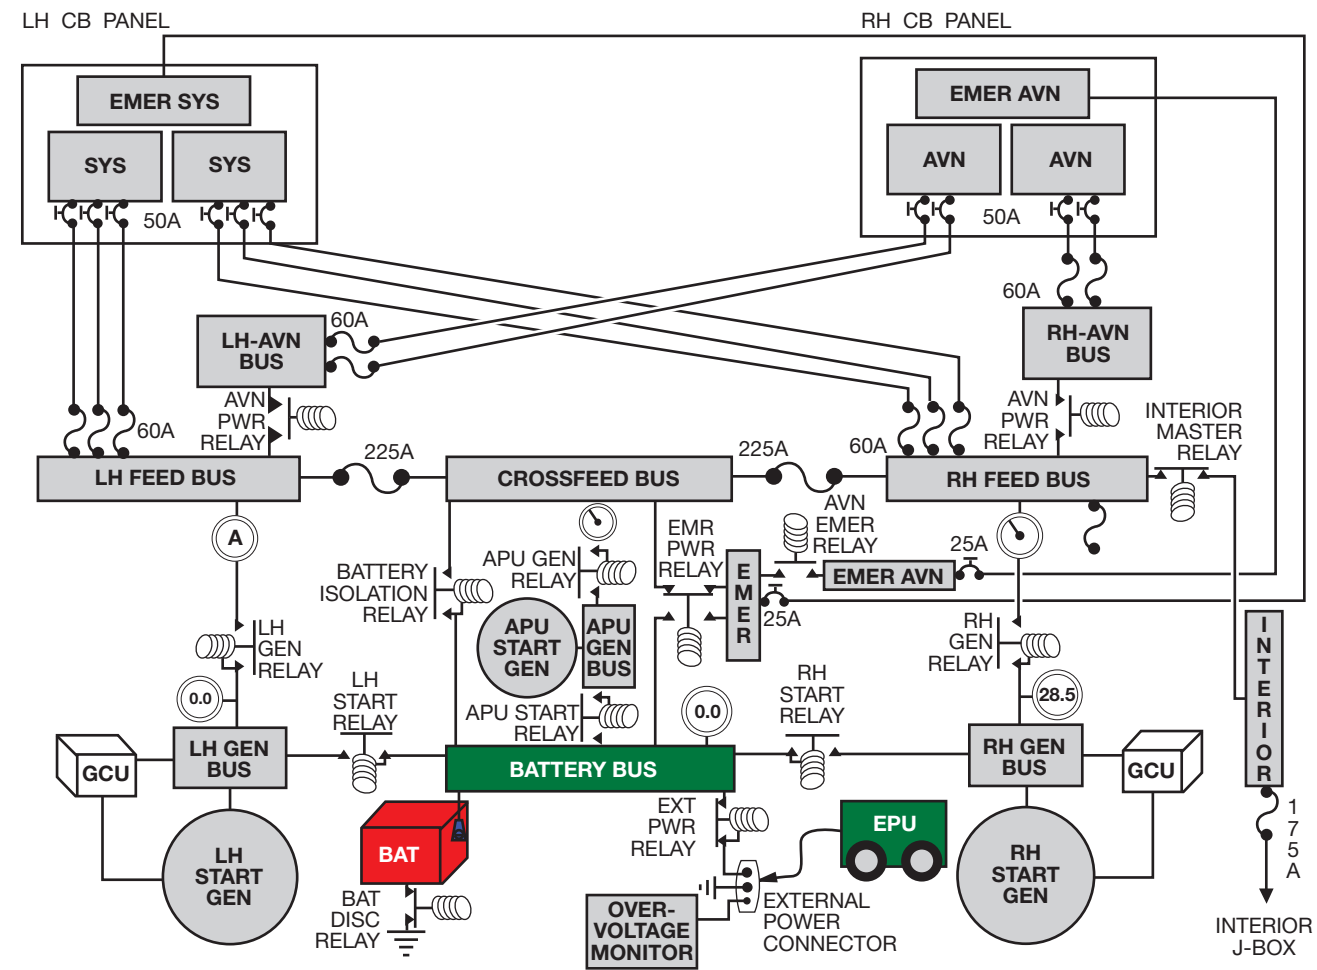 LH CB PANEL
RH CB PANEL
EMER SYS
SYS
SYS
50A
EMER AVN
AVN
AVN
50A
LH-AVN
BUS
60A
60A
RH-AVN
BUS
AVN
PWR
RELAY
AVN
PWR
RELAY
INTERIOR
MASTER
RELAY
60A
225A
225A
60A
LH FEED BUS
CROSSFEED BUS
RH FEED BUS
A
BATTERY
ISOLATION
RELAY
APU GEN
RELAY
EMR
PWR
RELAY
AVN
EMER
RELAY
EMER
EMER AVN
25A
25A
APU
START
GEN
APU
GEN
BUS
LH
GEN
RELAY
RH
GEN
RELAY
0.0
LH
START
RELAY
APU START
RELAY
0.0
RH
START
RELAY
28.5
INTERIOR
GCU
LH GEN
BUS
BATTERY BUS
RH GEN
BUS
GCU
LH
START
GEN
BAT
EXT
PWR
RELAY
EPU
RH
START
GEN
175A
BAT
DISC
RELAY
OVER-
VOLTAGE
MONITOR
EXTERNAL
POWER
CONNECTOR
INTERIOR
J-BOX